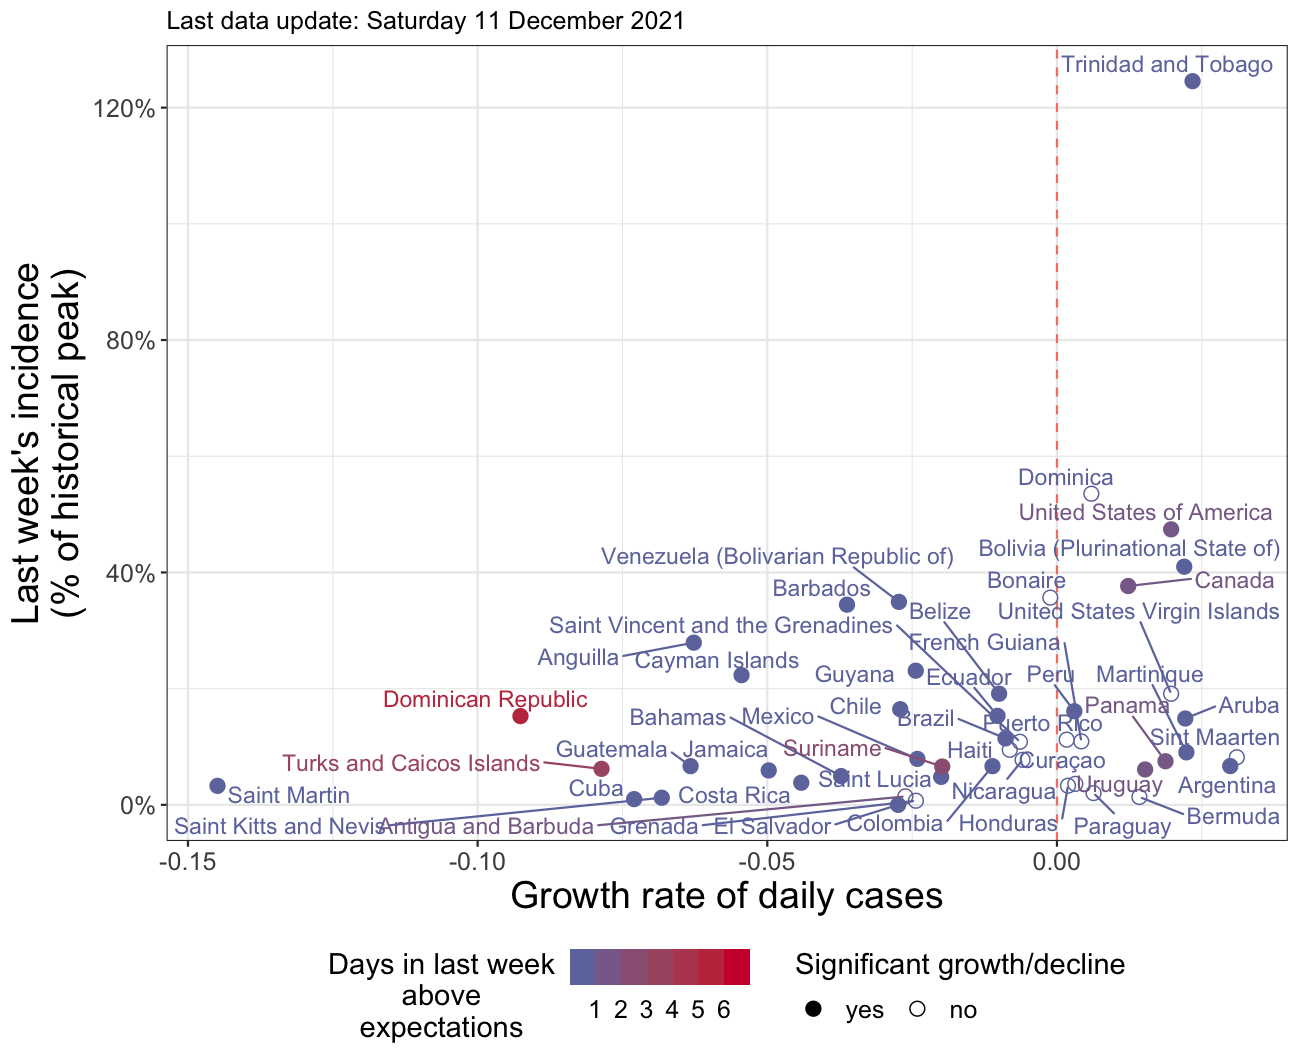 Last data update: Saturday 11 December 2021
Last week's incidence
(% of historical peak)
120%
80%
40%
0%
Trinidad and Tobago
Dominica
United States of America
Bolivia (Plurinational State of)
Venezuela (Bolivarian Republic of)
Bonaire
Canada
Barbados
Belize
United States Virgin Islands
Saint Vincent and the Grenadines
French Guiana
Anguilla
Cayman Islands
Guyana
Ecuador
Peru
Martinique
Dominican Republic
Chile
Panama
Aruba
Bahamas
Mexico
Brazil
Puerto Rico
Sint Maarten
Guatemala
Jamaica
Suriname
Haiti
Curaçao
Turks and Caicos Islands
Saint Lucia
Uruguay
Argentina
Saint Martin
Cuba
Costa Rica
Nicaragua
Bermuda
Saint Kitts and Nevis
Antigua and Barbuda
Grenada
El Salvador
Colombia
Honduras
Paraguay
-0.15
-0.10
-0.05
0.00
Growth rate of daily cases
Days in last week
above
expectations
1 2 3 4 5 6
Significant growth/decline
yes
no